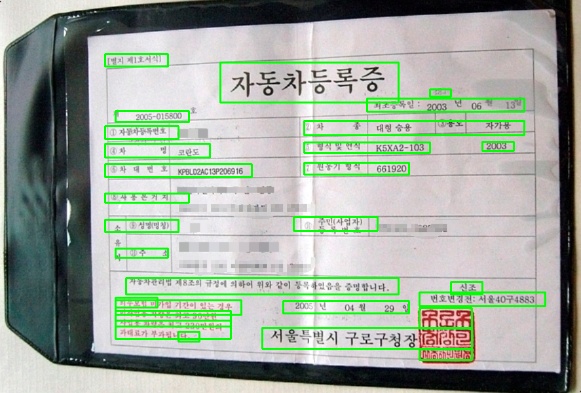 [별지 제1호서식]
자동차등록증
최초등록일 : 2003 년 06 월 13일
제 2005-015800 호
① 자동차등록번호
② 차 종 대형 승용 ③ 용도 자가용
④ 차 명 코란도
⑤ 형식 및 연식 K5XA2-103 2003
⑥ 차 대 번 호 KPBL02AC13P206916
⑦ 원동기 형식 661920
⑧ 사용본거지
소유자
⑨ 성명(명칭)
⑩ 주민(사업자)등록번호
⑪ 주 소
자동차관리법 제8조의 규정에 의하여 위와 같이 등록하였음을 증명합니다.
신조
번호변경전: 서울40구4883
기간이 있는 경우
2005 년 04 월 29 일
과태료가 부과됩니다.
서울특별시 구로구청장